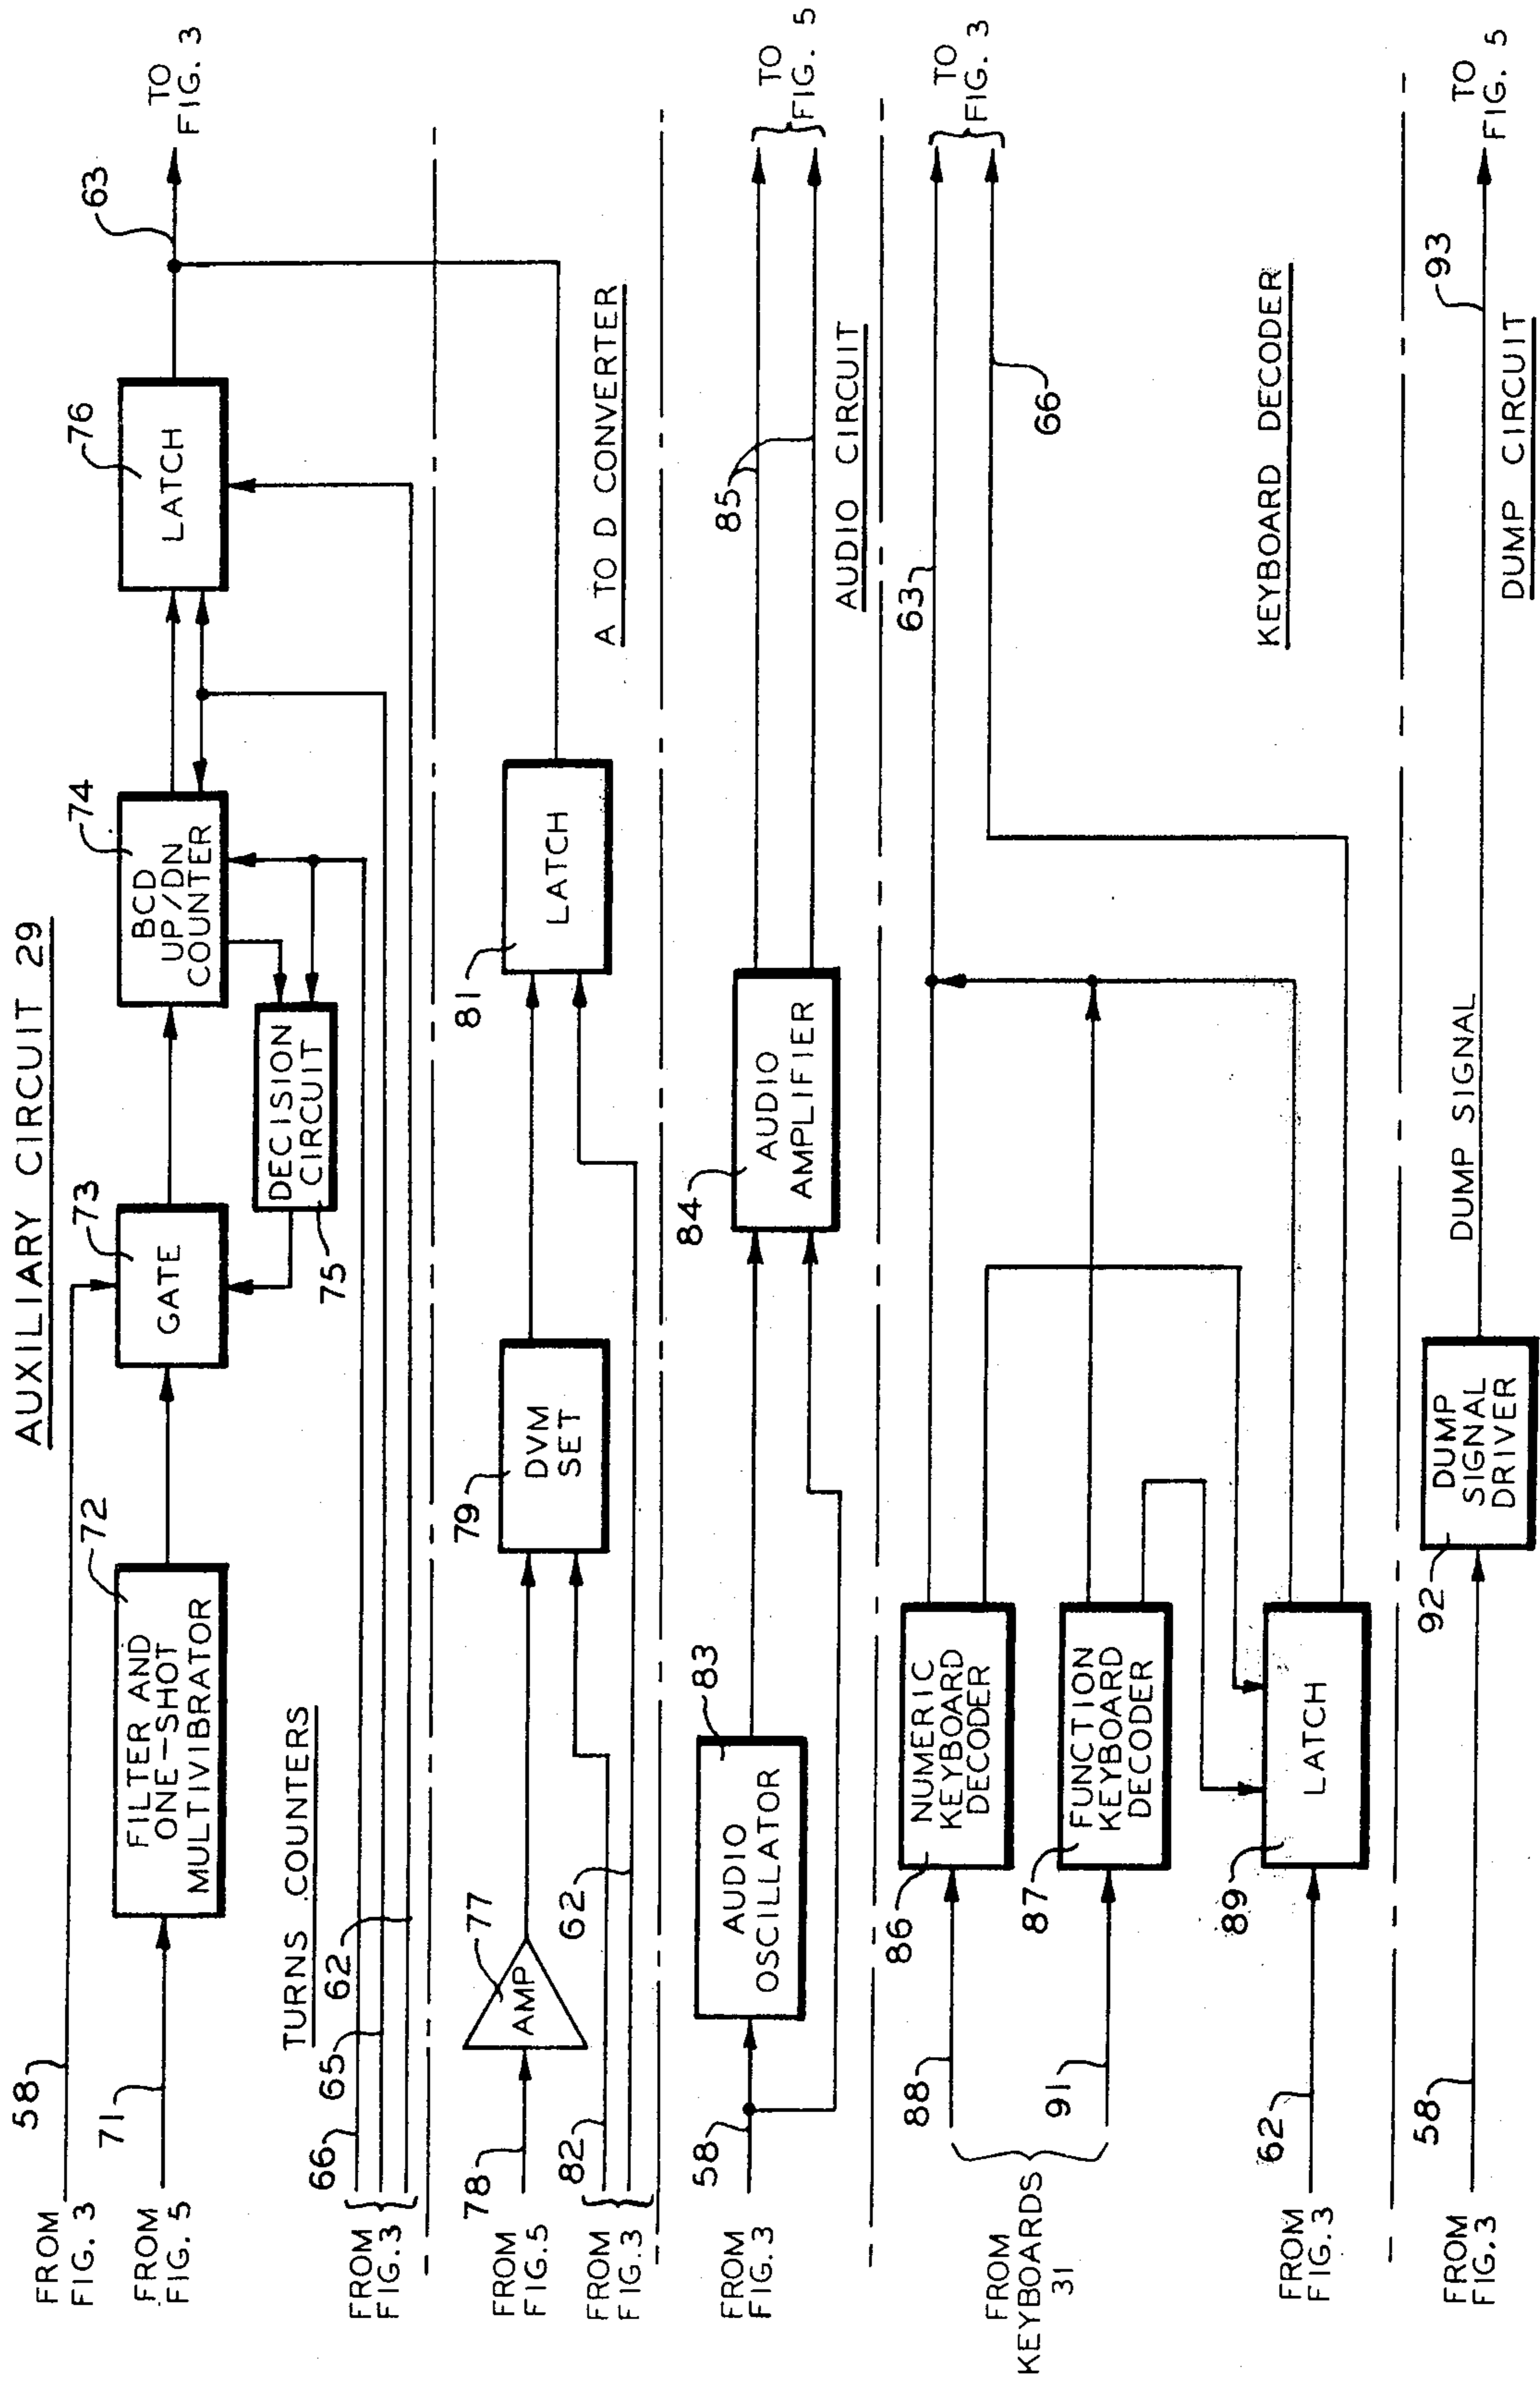 AUXILIARY CIRCUIT 29
FROM
FIG. 3
58
FROM
FIG. 5
71
FILTER AND
ONE-SHOT
MULTIVIBRATOR
72
GATE
73
BCD
UP/DN
COUNTER
74
DECISION
CIRCUIT
75
LATCH
76
63
TO
FIG. 3
TURNS COUNTERS
FROM
FIG.3
66
65
62
FROM
FIG.5
78
AMP
77
DVM
SET
79
LATCH
81
A TO D CONVERTER
FROM
FIG.3
82
62
FROM
FIG.3
58
AUDIO
OSCILLATOR
83
AUDIO
AMPLIFIER
84
85
TO
FIG. 5
AUDIO CIRCUIT
FROM
KEYBOARDS
31
88
91
NUMERIC
KEYBOARD
DECODER
86
FUNCTION
KEYBOARD
DECODER
87
FROM
FIG.3
62
LATCH
89
63
66
TO
FIG. 3
KEYBOARD DECODER
FROM
FIG.3
58
DUMP
SIGNAL
DRIVER
92
DUMP SIGNAL
93
TO
FIG. 5
DUMP CIRCUIT